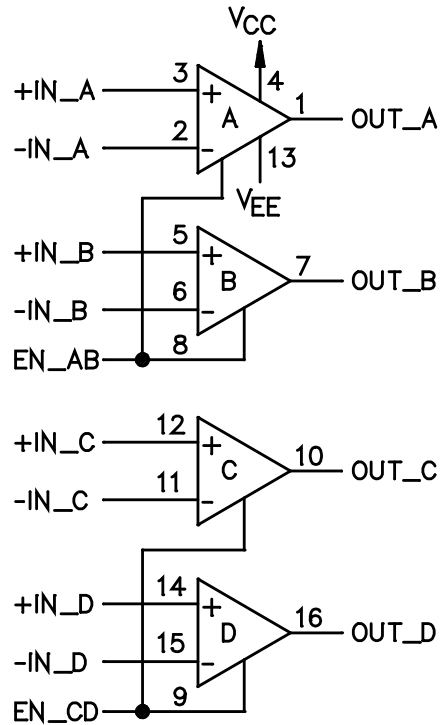 VCC
+IN_A 3 + 4 1 OUT_A
A
-IN_A 2 - 13
VEE
+IN_B 5 + 7 OUT_B
B
-IN_B 6 -
EN_AB 8
+IN_C 12 + 10 OUT_C
C
-IN_C 11 -
+IN_D 14 + 16 OUT_D
D
-IN_D 15 -
EN_CD 9